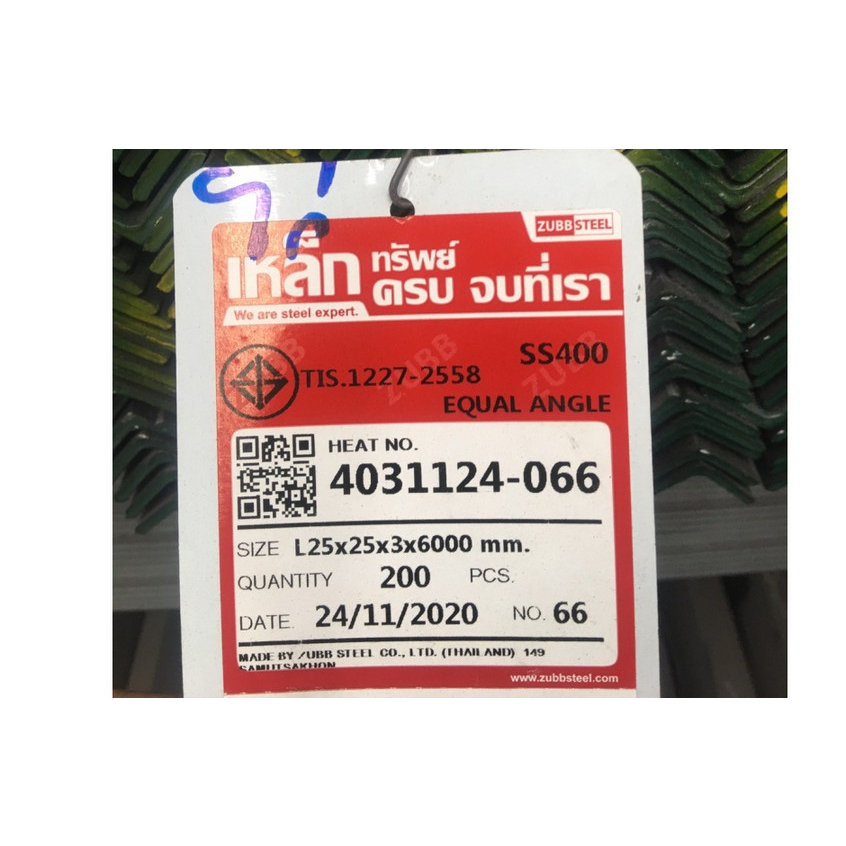 ZUBB STEEL
เหล็ก ทรัพย์
ครบ จบที่เรา
We are steel expert.
SS400
TIS.1227-2558
EQUAL ANGLE
HEAT NO.
4031124-066
SIZE L25x25x3x6000 mm.
QUANTITY 200 PCS.
DATE. 24/11/2020 NO. 66
MADE BY ZUBB STEEL CO., LTD. (THAILAND) 149
SAMUTSAKHON
www.zubbsteel.com